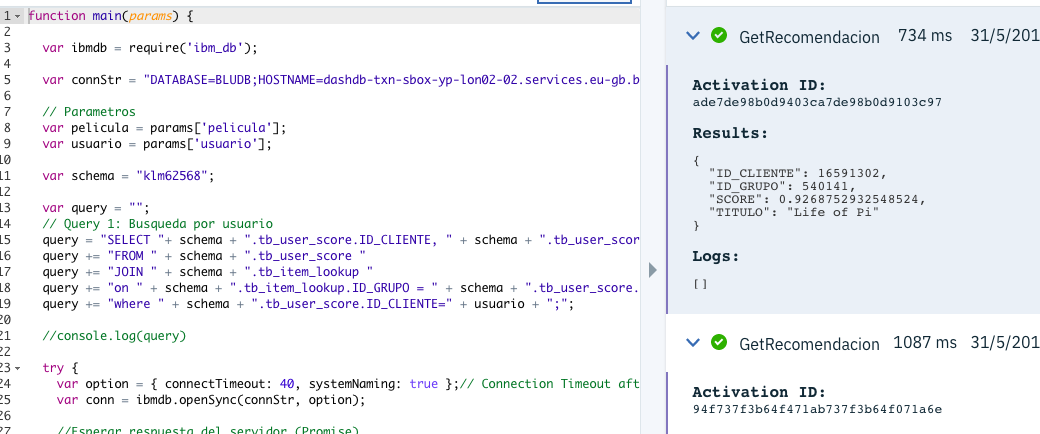 1 function main(params) {
2
3 var ibmdb = require('ibm_db');
4
5 var connStr = "DATABASE=BLUDB;HOSTNAME=dashdb-txn-sbox-yp-lon02-02.services.eu-gb.b
6
7 // Parametros
8 var pelicula = params['pelicula'];
9 var usuario = params['usuario'];
10
11 var schema = "klm62568";
12
13 var query = "";
14 // Query 1: Busqueda por usuario
15 query = "SELECT "+ schema + ".tb_user_score.ID_CLIENTE, " + schema + ".tb_user_scor
16 query += "FROM " + schema + ".tb_user_score "
17 query += "JOIN " + schema + ".tb_item_lookup "
18 query += "on " + schema + ".tb_item_lookup.ID_GRUPO = " + schema + ".tb_user_score.
19 query += "where " + schema + ".tb_user_score.ID_CLIENTE=" + usuario + ";";
20
21 //console.log(query)
22
23 try {
24 var option = { connectTimeout: 40, systemNaming: true };// Connection Timeout aft
25 var conn = ibmdb.openSync(connStr, option);
26
27 //Esperar respuesta del servidor (Promise)
GetRecomendacion 734 ms 31/5/201
Activation ID:
ade7de98b0d9403ca7de98b0d9103c97
Results:
{
"ID_CLIENTE": 16591302,
"ID_GRUPO": 540141,
"SCORE": 0.9268752932548524,
"TITULO": "Life of Pi"
}
Logs:
[]
GetRecomendacion 1087 ms 31/5/201
Activation ID:
94f737f3b64f471ab737f3b64f071a6e